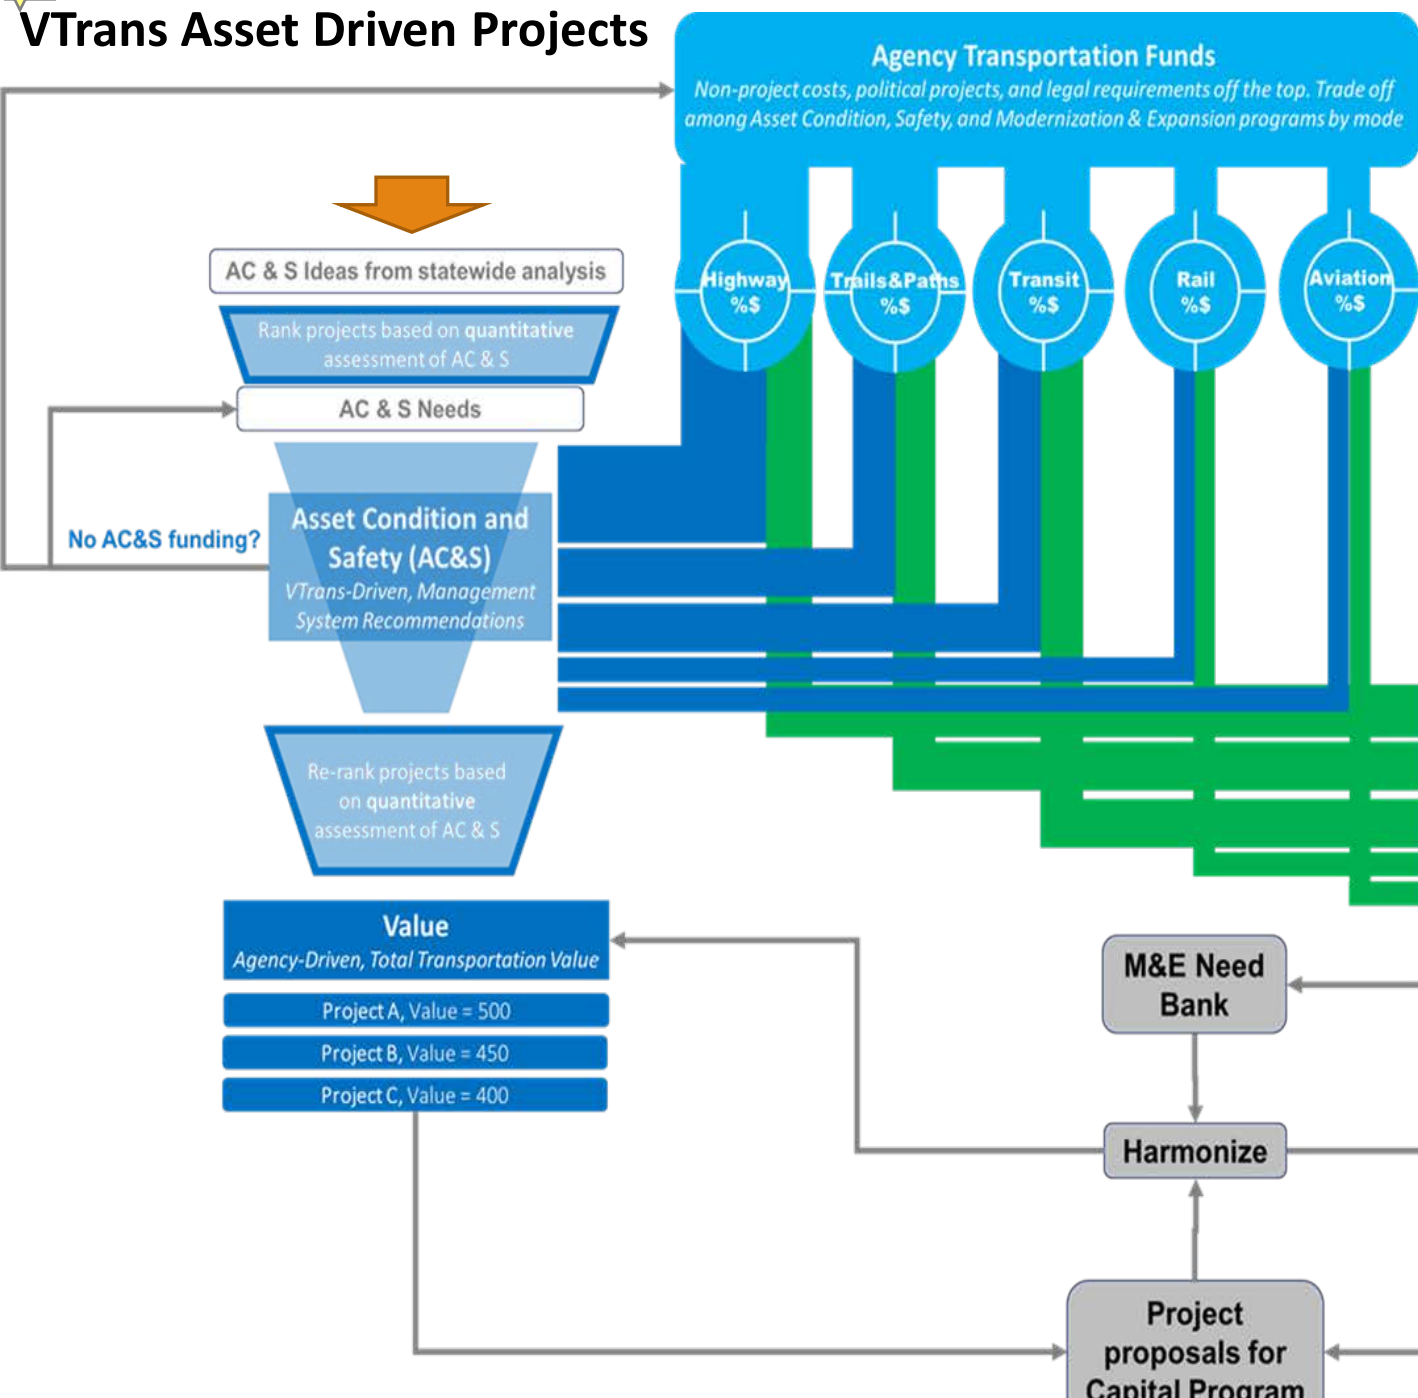 VTrans Asset Driven Projects
Agency Transportation Funds
Non-project costs, political projects, and legal requirements off the top. Trade off
among Asset Condition, Safety, and Modernization & Expansion programs by mode
Highway
%$
Trails&Paths
%$
Transit
%$
Rail
%$
Aviation
%$
AC & S Ideas from statewide analysis
Rank projects based on quantitative
assessment of AC & S
AC & S Needs
No AC&S funding?
Asset Condition and
Safety (AC&S)
VTrans-Driven, Management
System Recommendations
Re-rank projects based
on quantitative
assessment of AC & S
Value
Agency-Driven, Total Transportation Value
Project A, Value = 500
Project B, Value = 450
Project C, Value = 400
M&E Need
Bank
Harmonize
Project
proposals for
Capital Program